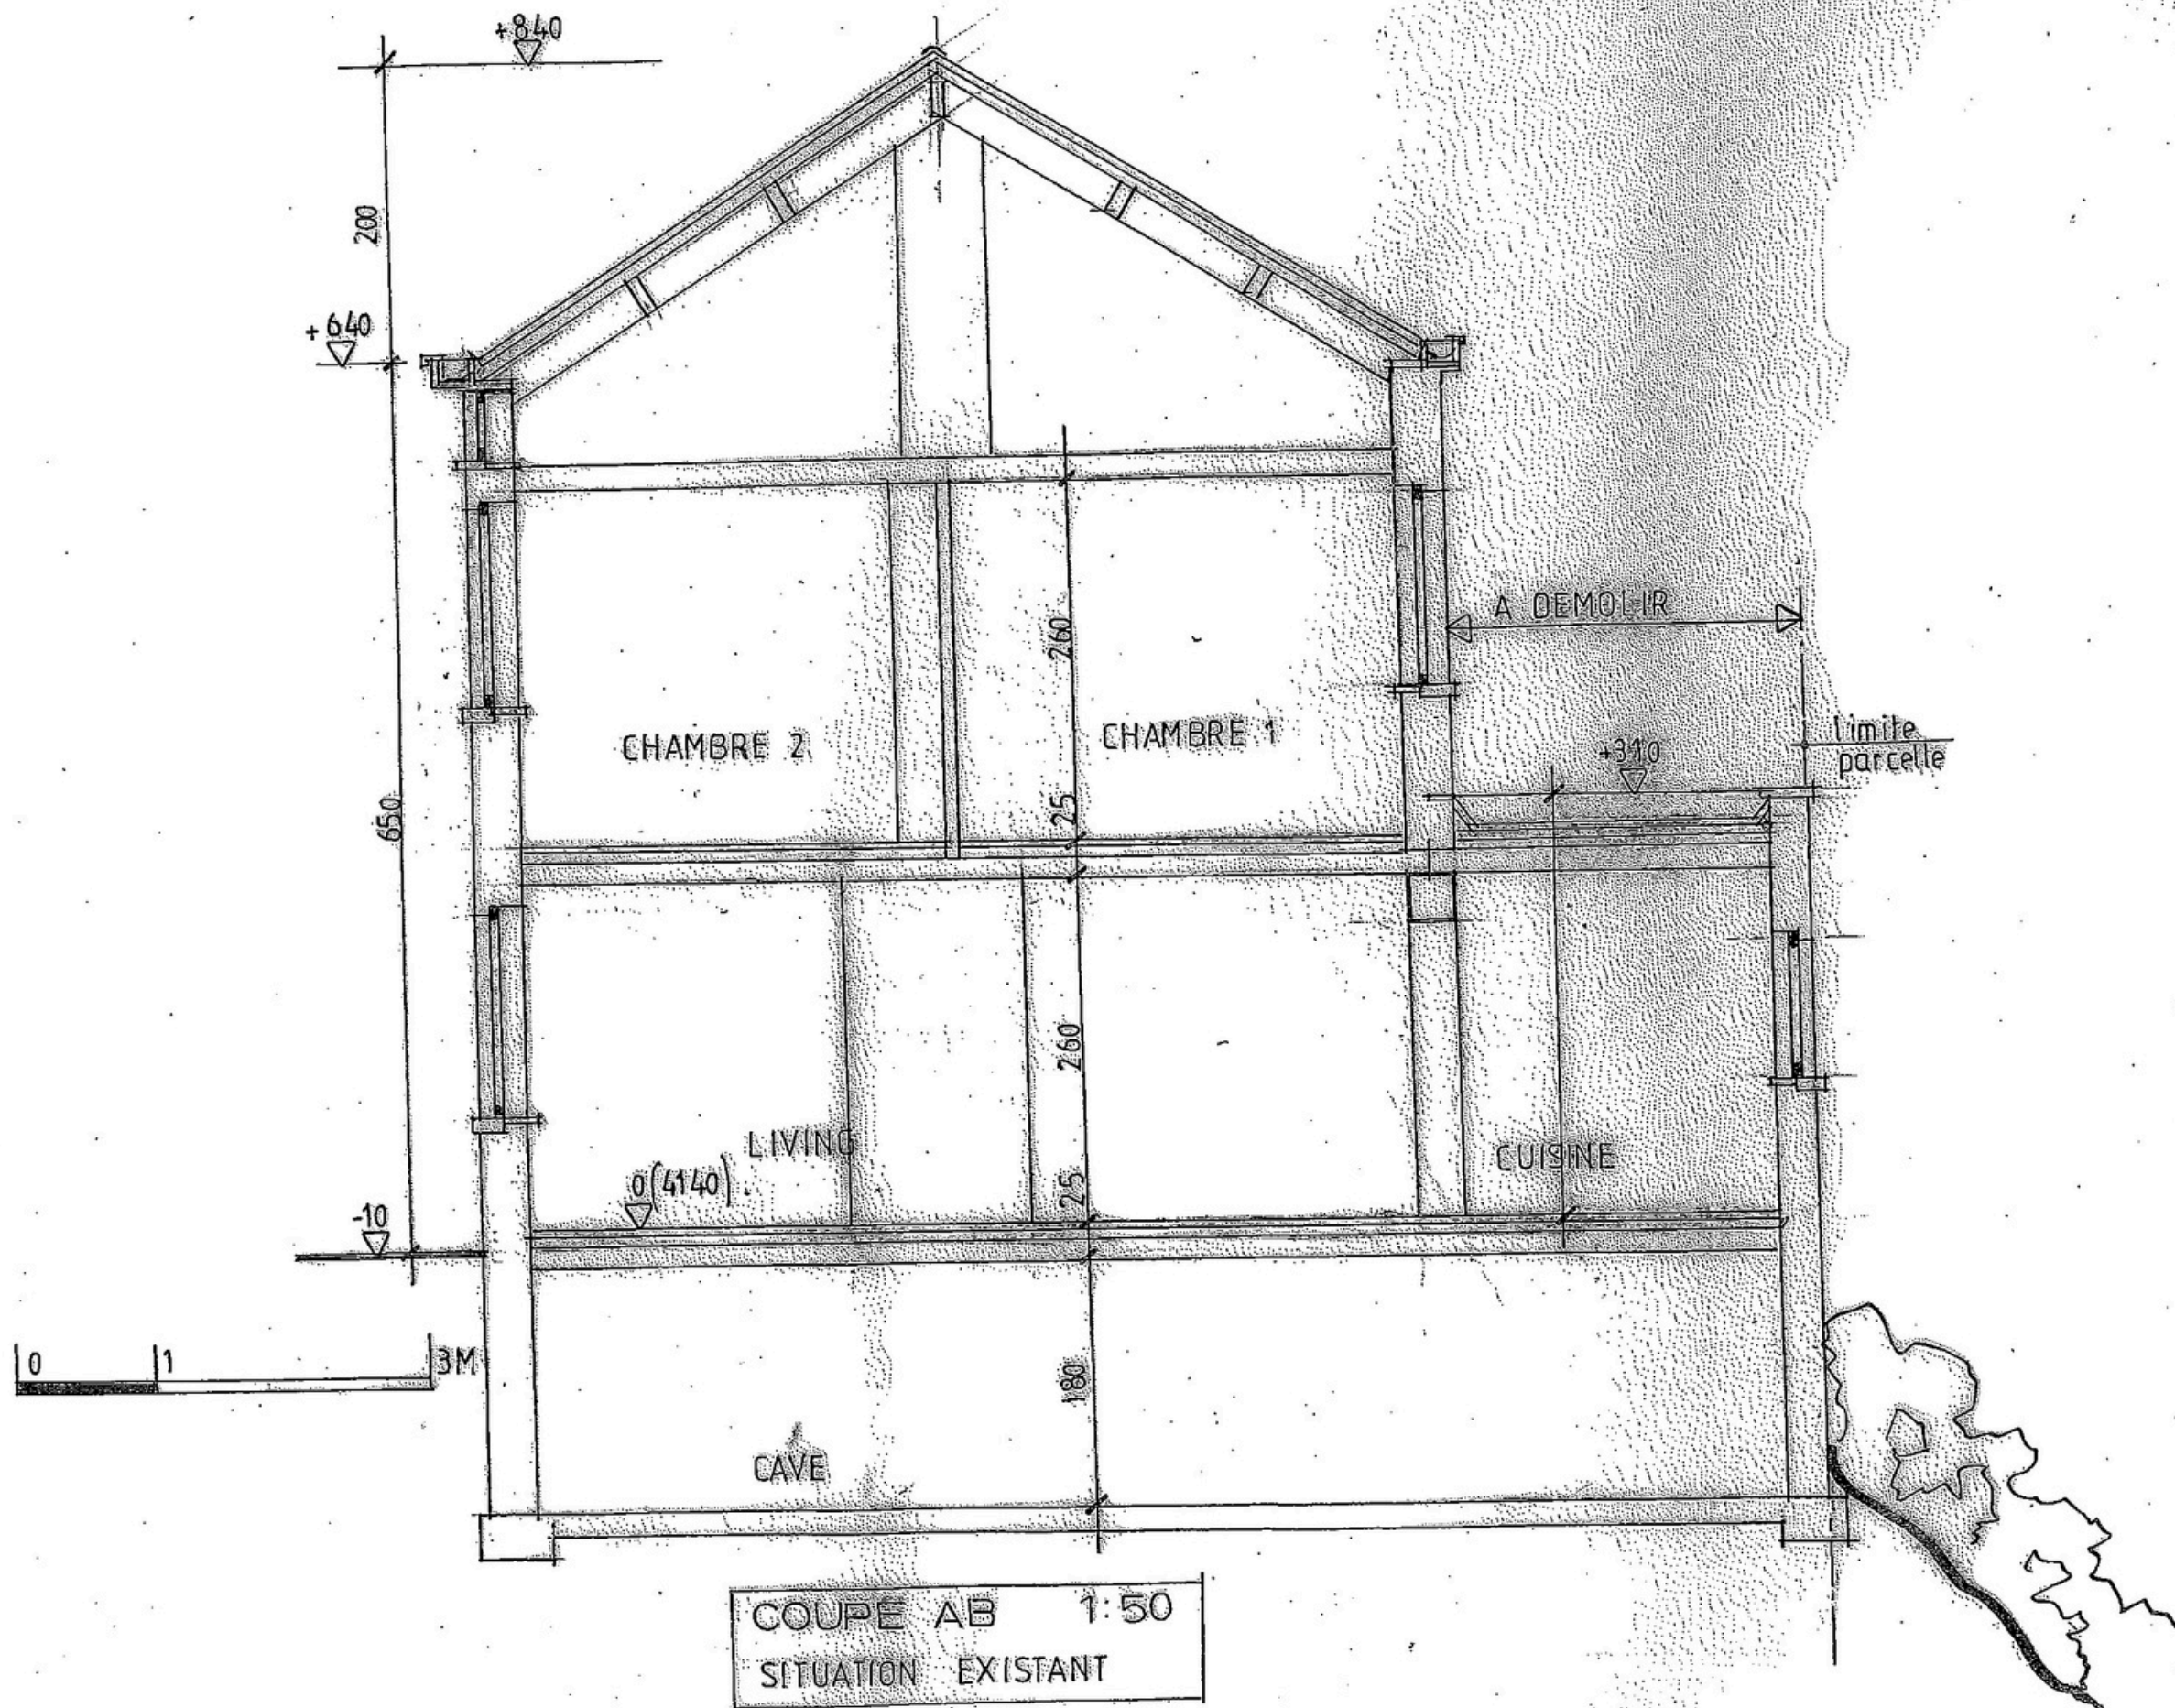 +840
200
+640
A DEMOLIR
260
CHAMBRE 2
CHAMBRE 1
limite
parcelle
+310
25
650
260
LIVING
CUISINE
0(4140)
25
-10
0 1 3M
180
CAVE
COUPE AB 1:50
SITUATION EXISTANT